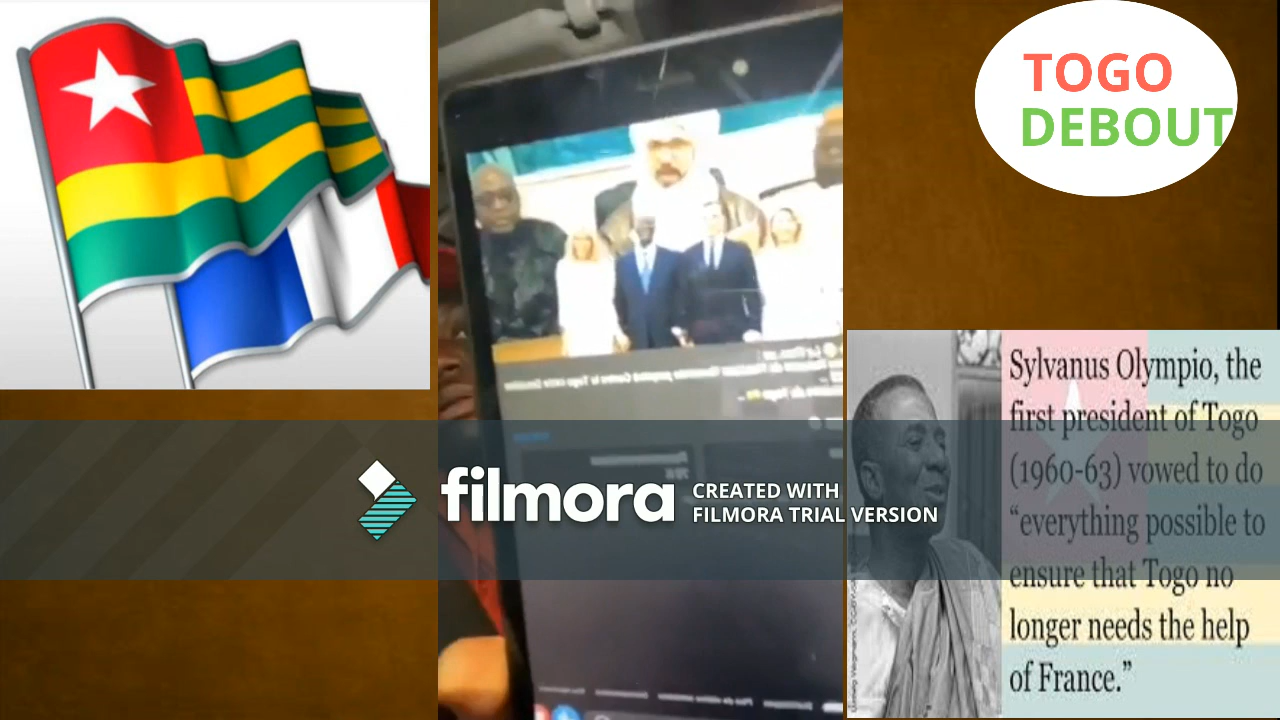 TOGO
DEBOUT
Sylvanus Olympio, the
first president of Togo
(1960-63) vowed to do
“everything possible to
ensure that Togo no
longer needs the help
of France.”
filmora
CREATED WITH
FILMORA TRIAL VERSION